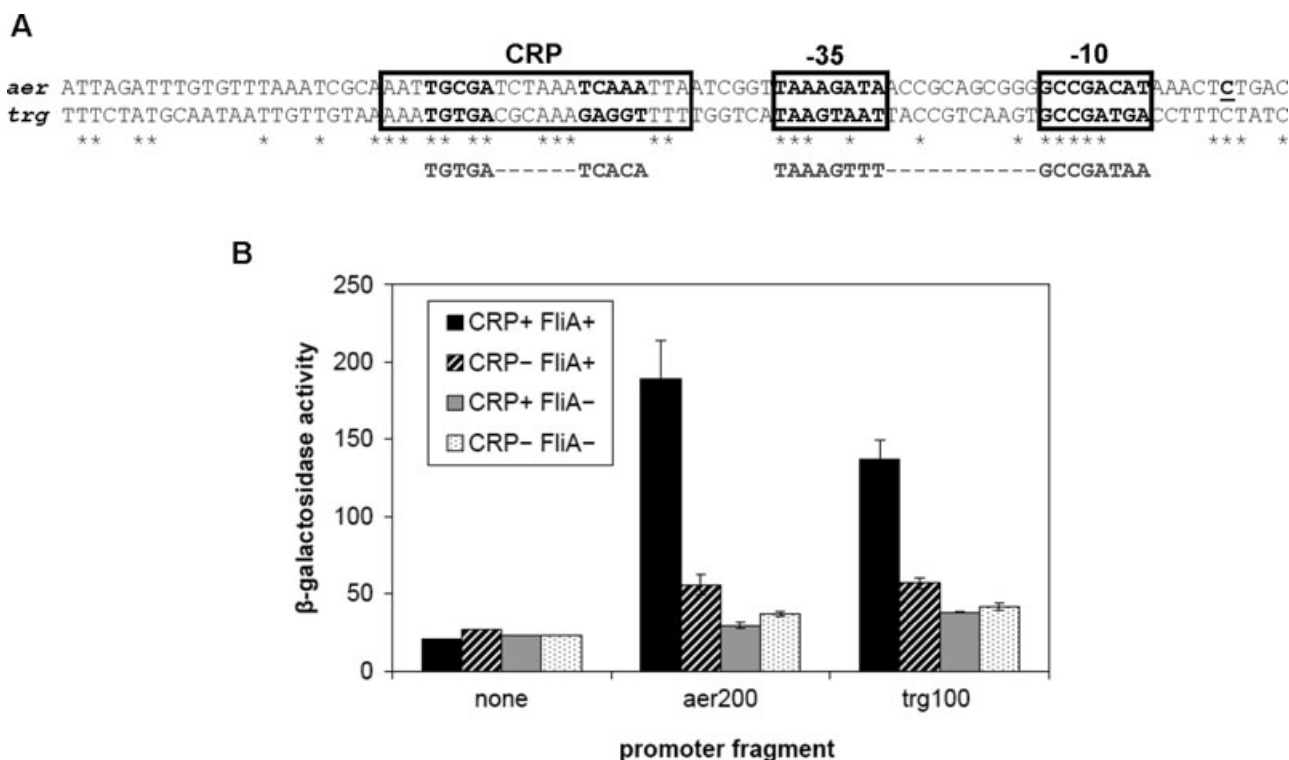 A
CRP -35 -10
aer ATTAGATTTGTGTTTAAATCGCAAATTGCGATCTAAATCAAATTAATCGGTTAAAGATAACCGCAGCGGGGCCGACATAAACTCTGAC
trg TTTCTATGCAATAATTGTTGTAAAAATGTGACGCAAAGAGGTTTTTGGTCATAAGTAATTACCGTCAAGTGCCGATGACCTTTCTATC
** ** * * *** ** ** *** ** *** * * * ***** *** *
TGTGA------TCACA TAAAGTTT-----------GCCGATAA
B
β-galactosidase activity
250
200
150
100
50
0
CRP+ FliA+
CRP− FliA+
CRP+ FliA−
CRP− FliA−
none aer200 trg100
promoter fragment